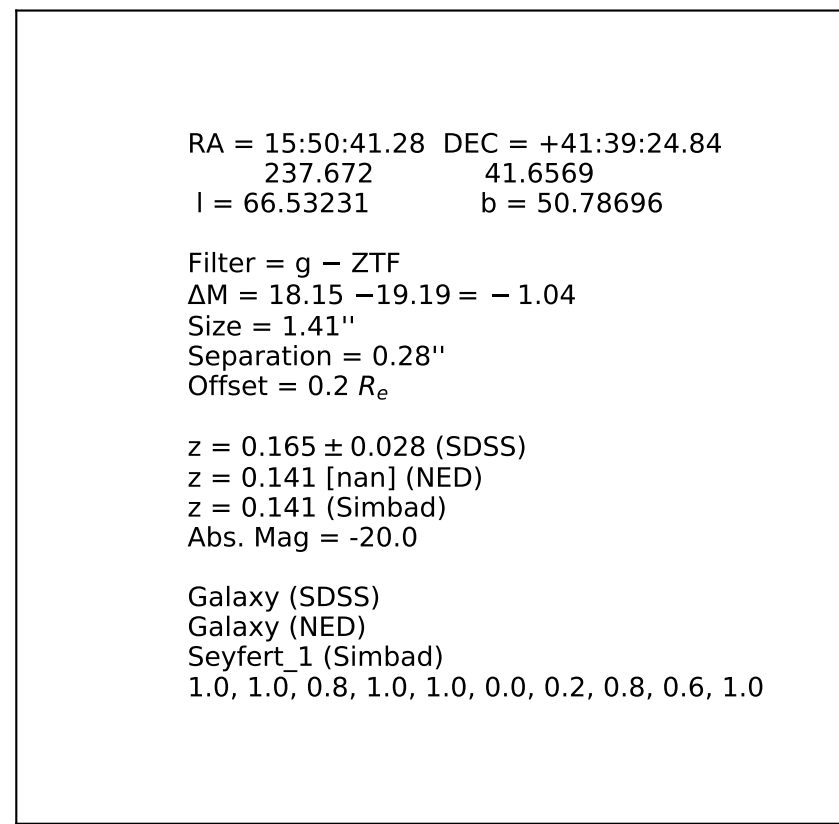 RA = 15:50:41.28 DEC = +41:39:24.84
237.672 41.6569
l = 66.53231 b = 50.78696
Filter = g − ZTF
ΔM = 18.15 −19.19 = − 1.04
Size = 1.41''
Separation = 0.28''
Offset = 0.2 Rₑ
z = 0.165 ± 0.028 (SDSS)
z = 0.141 [nan] (NED)
z = 0.141 (Simbad)
Abs. Mag = -20.0
Galaxy (SDSS)
Galaxy (NED)
Seyfert_1 (Simbad)
1.0, 1.0, 0.8, 1.0, 1.0, 0.0, 0.2, 0.8, 0.6, 1.0